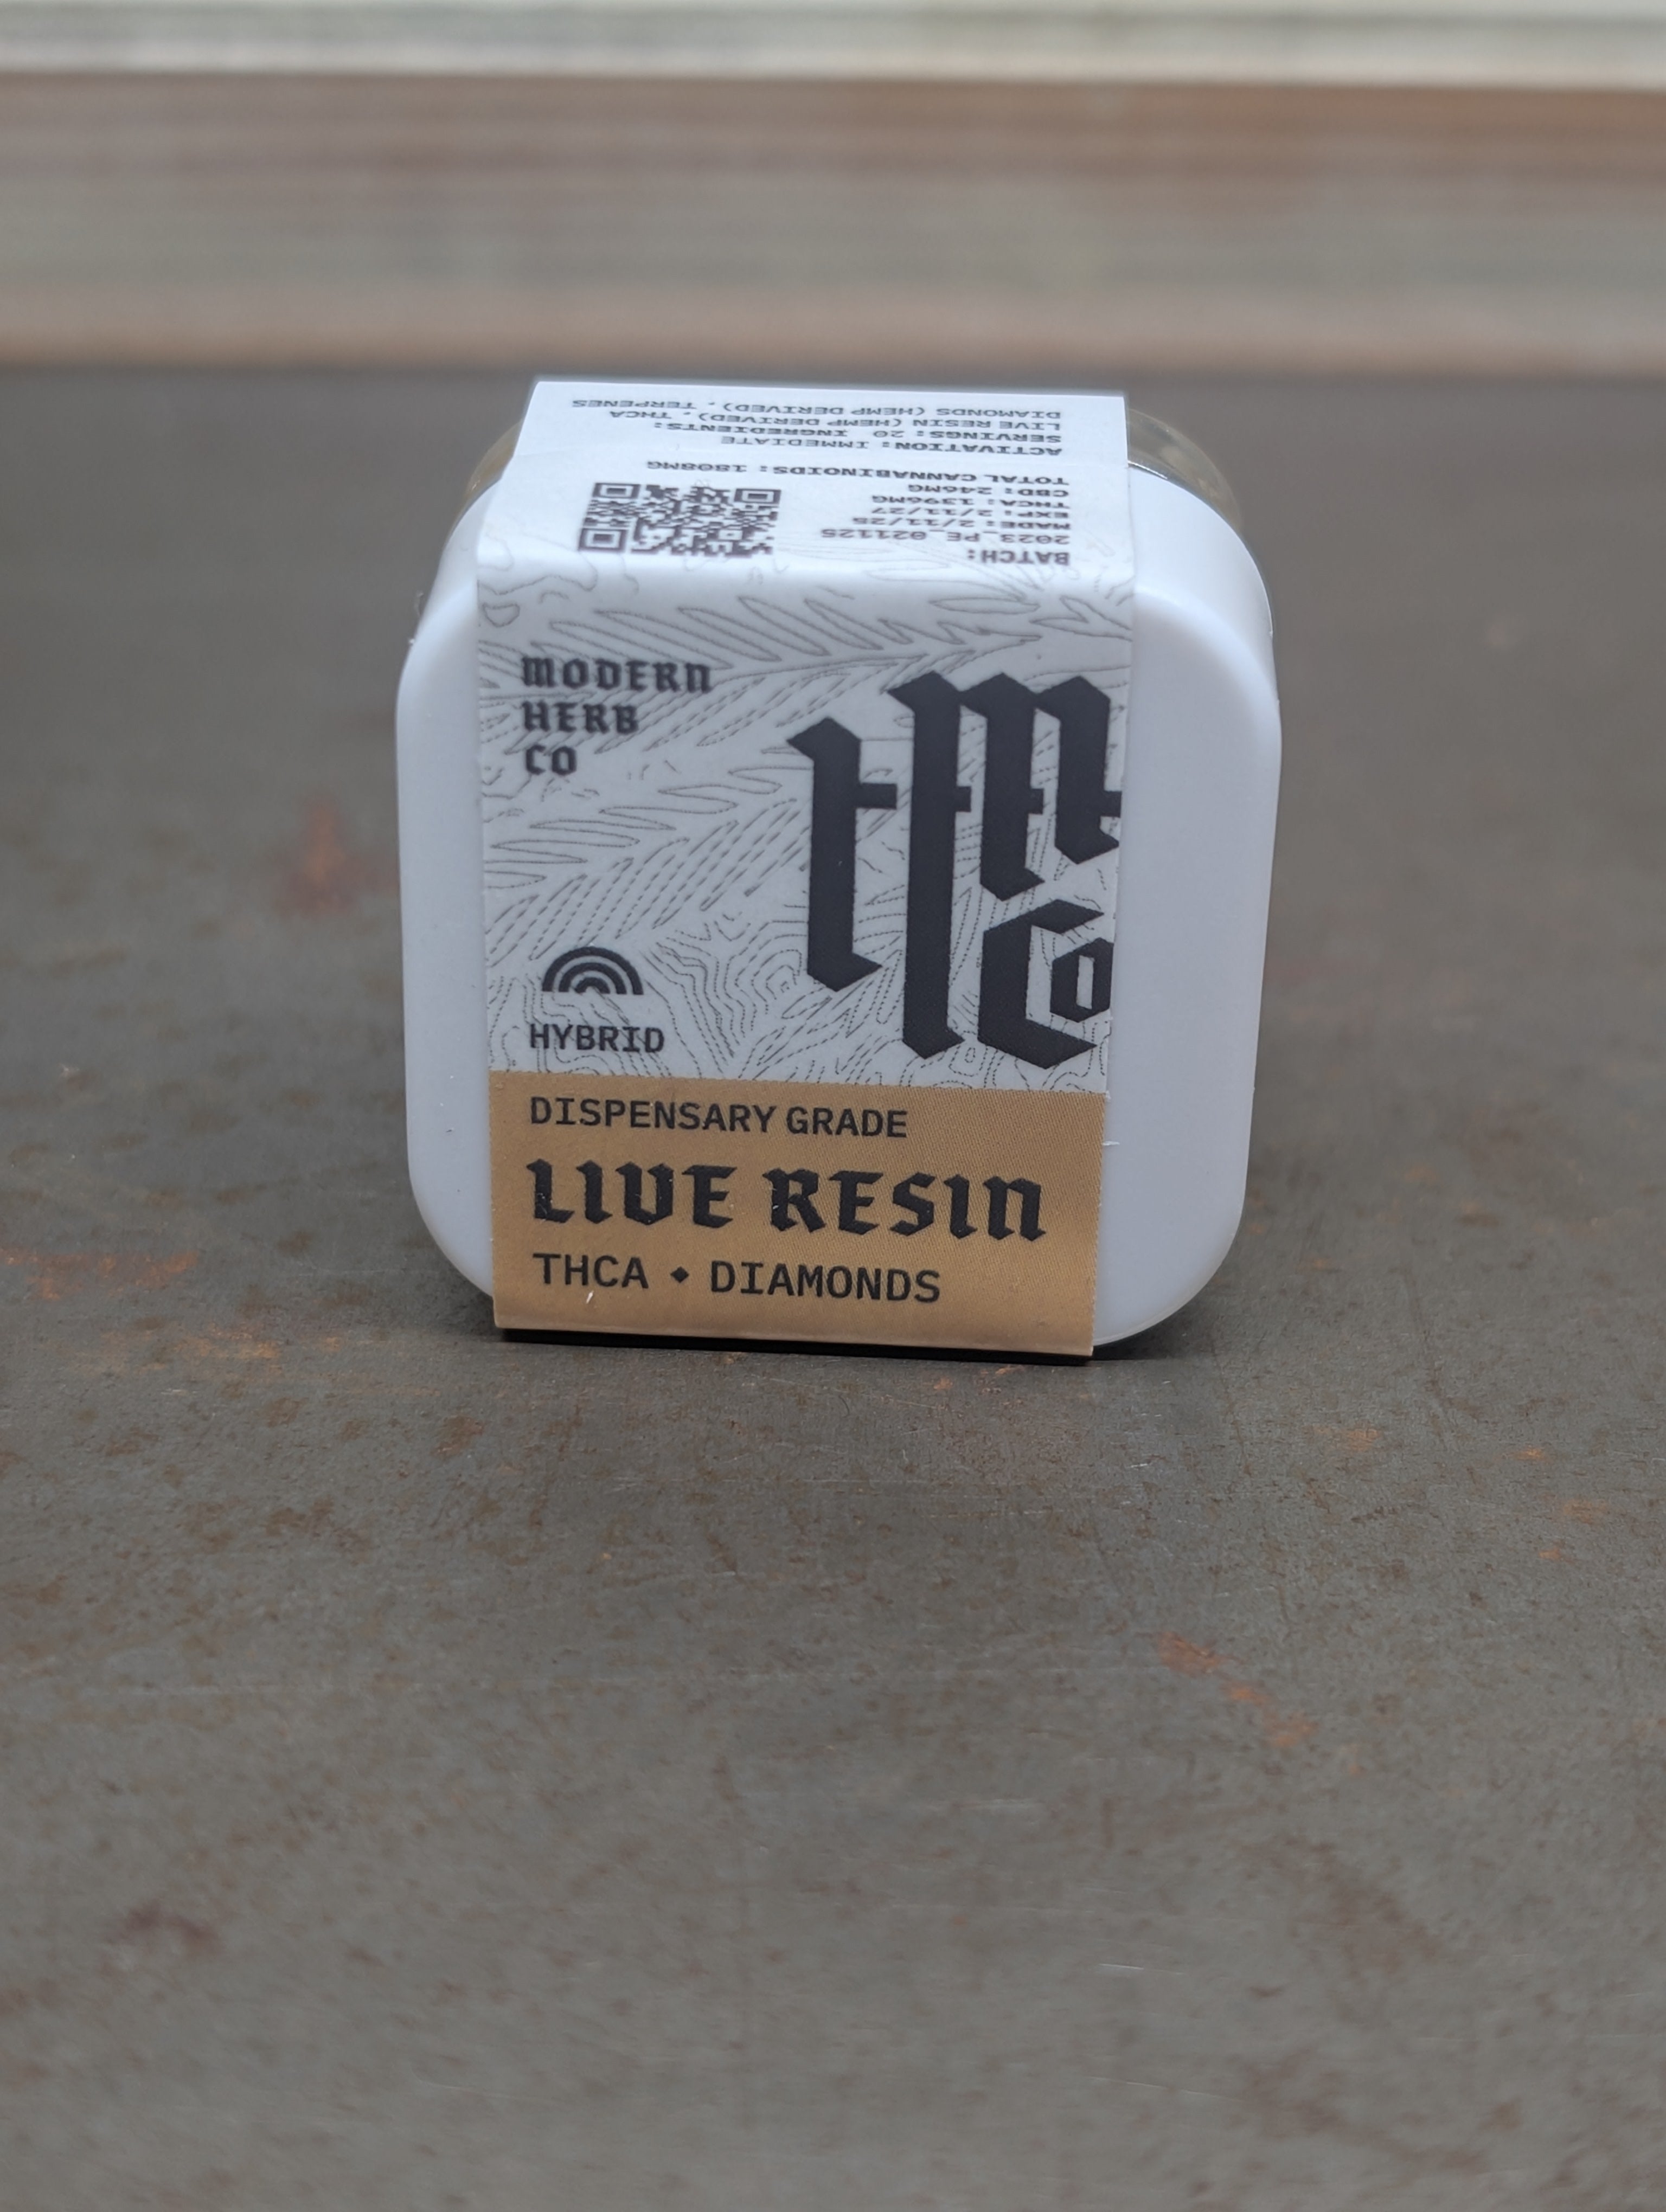 MODERN
HERB
CO
HM
Co
HYBRID
DISPENSARY GRADE
LIVE RESIN
THCA • DIAMONDS
BATCH:
2023_PE_021125
MADE: 2/11/25
EXP: 2/11/27
THCA: 1396MG
CBD: 246MG
TOTAL CANNABINOIDS: 1808MG
ACTIVATION: IMMEDIATE
SERVINGS: 20 INGREDIENTS:
LIVE RESIN (HEMP DERIVED), THCA
DIAMONDS (HEMP DERIVED), TERPENES